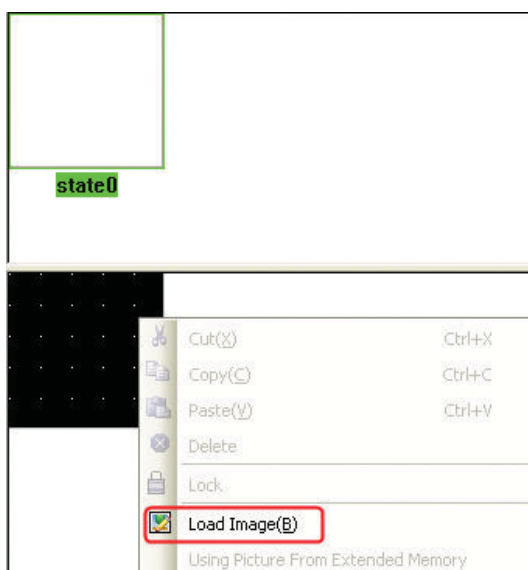 state0
Cut(X) Ctrl+X
Copy(C) Ctrl+C
Paste(V) Ctrl+V
Delete
Lock
Load Image(B)
Using Picture From Extended Memory